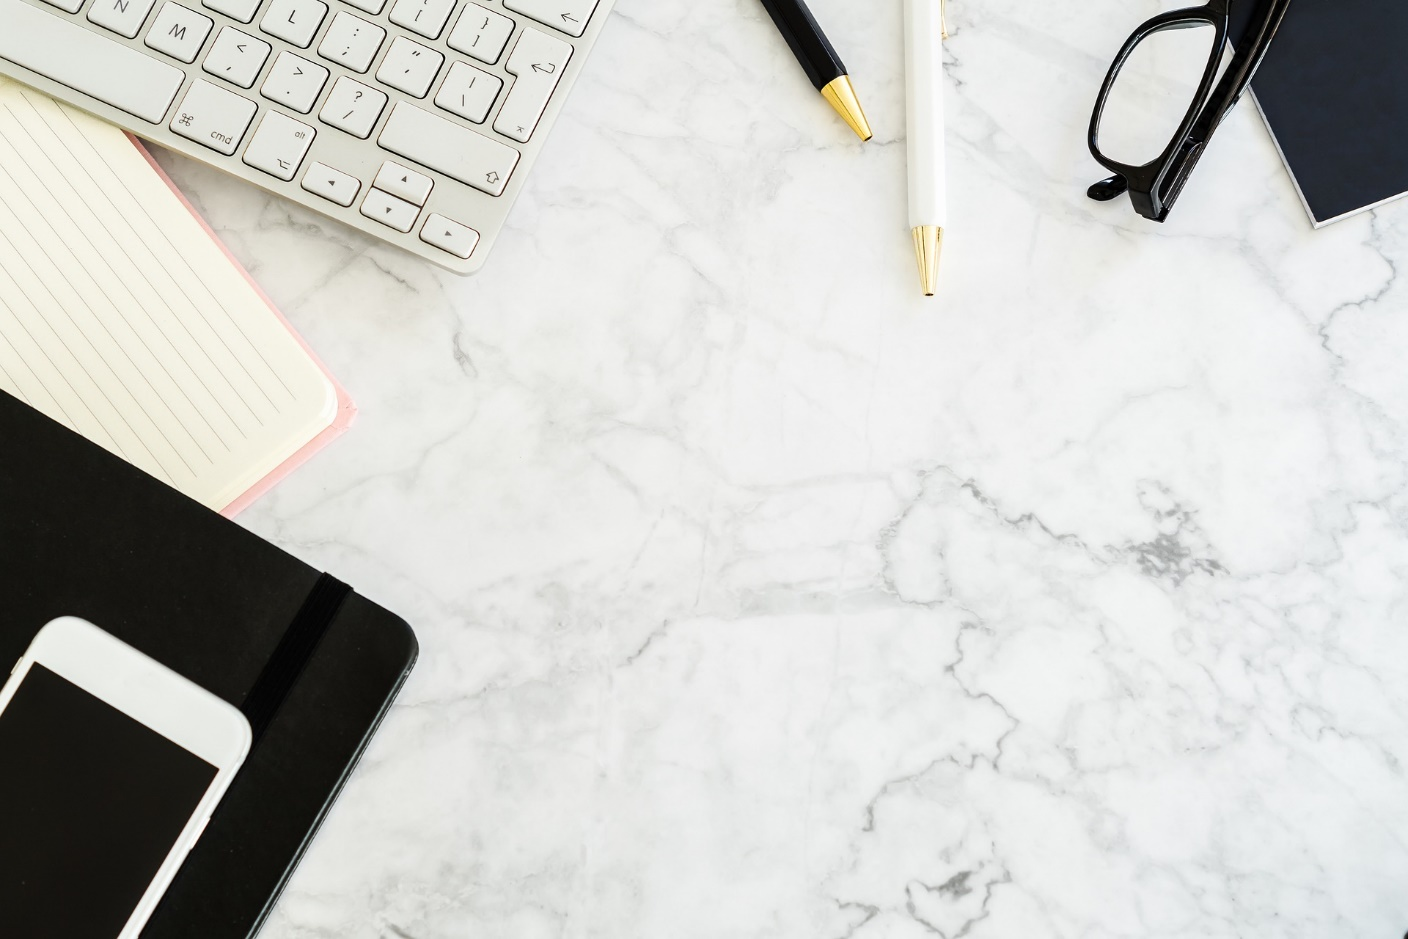 N L { [ } ]
M : ; " '
< , | \
> .
? /
cmd
alt